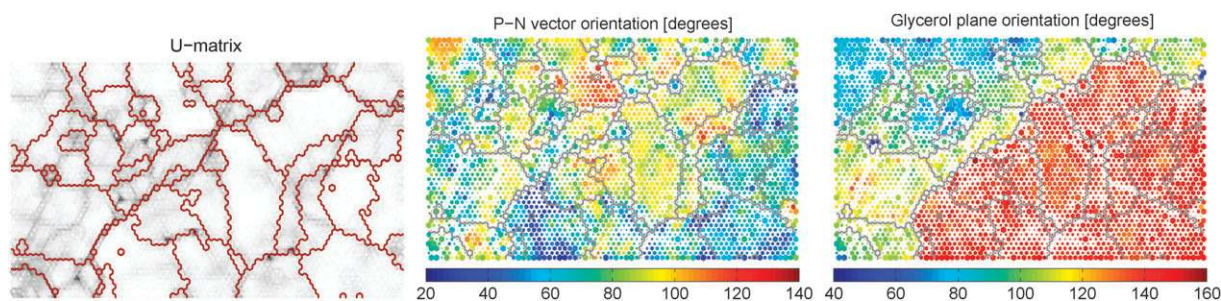 U−matrix
P−N vector orientation [degrees]
Glycerol plane orientation [degrees]
20 40 60 80 100 120 140
40 60 80 100 120 140 160